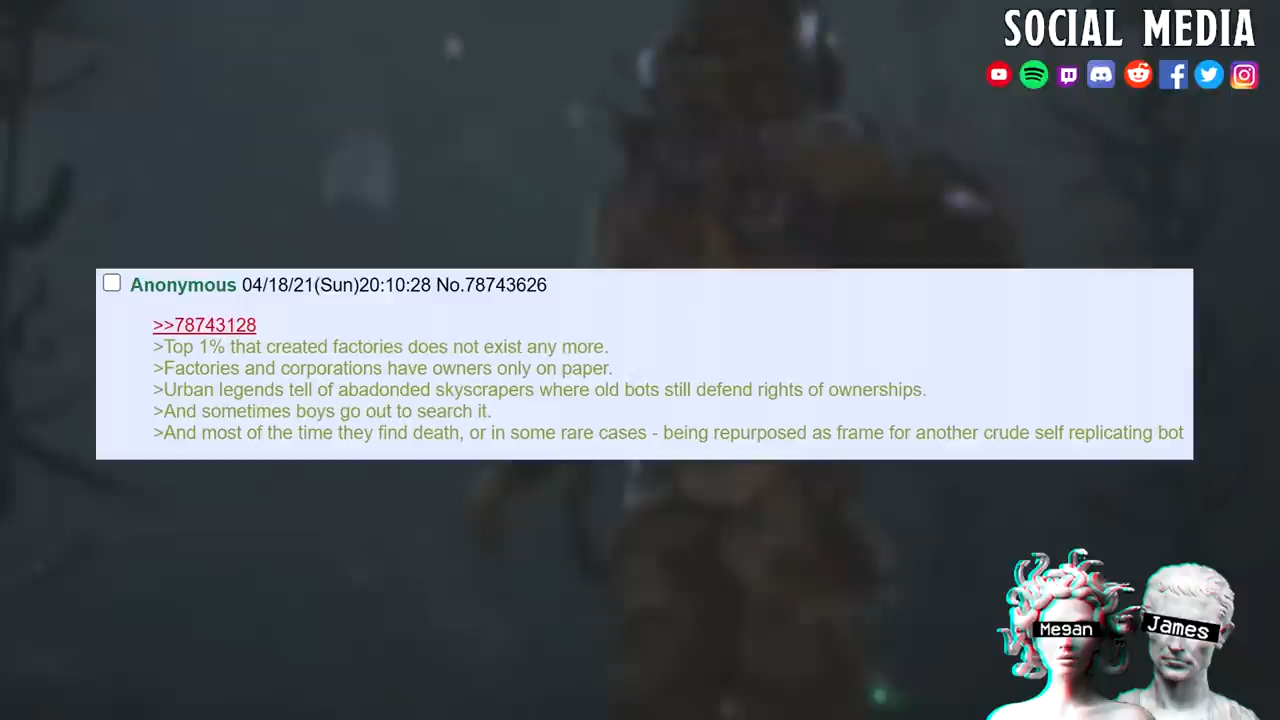 SOCIAL MEDIA
Anonymous 04/18/21(Sun)20:10:28 No.78743626
>>78743128
>Top 1% that created factories does not exist any more.
>Factories and corporations have owners only on paper.
>Urban legends tell of abadonded skyscrapers where old bots still defend rights of ownerships.
>And sometimes boys go out to search it.
>And most of the time they find death, or in some rare cases - being repurposed as frame for another crude self replicating bot
Megan
James